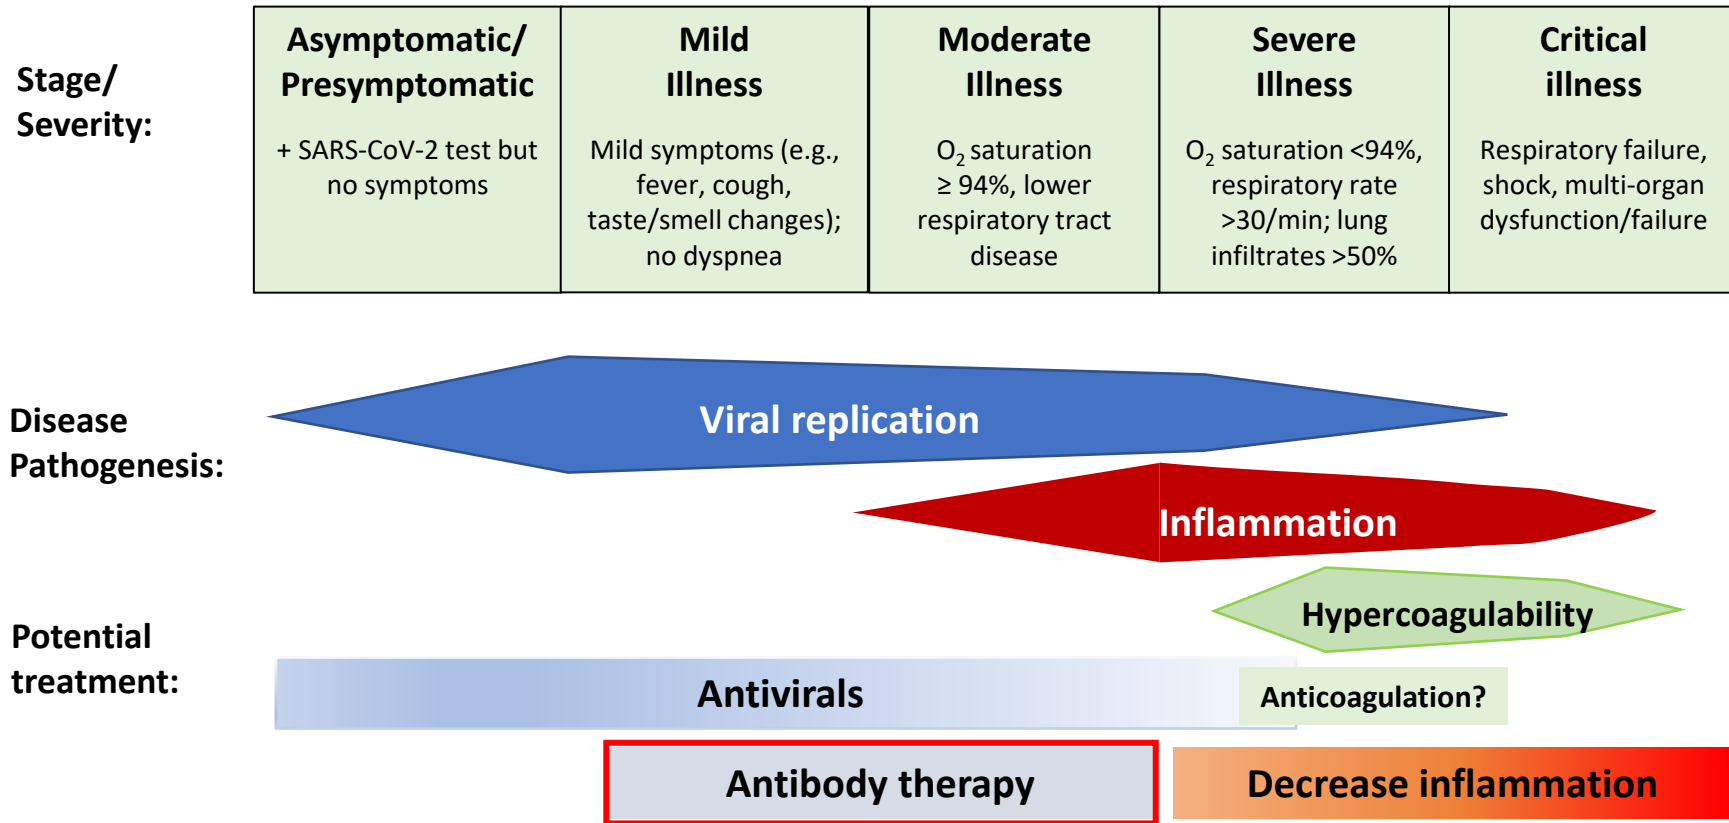 Stage/
Severity:
Asymptomatic/
Presymptomatic
+ SARS-CoV-2 test but
no symptoms
Mild
Illness
Mild symptoms (e.g.,
fever, cough,
taste/smell changes);
no dyspnea
Moderate
Illness
O₂ saturation
≥ 94%, lower
respiratory tract
disease
Severe
Illness
O₂ saturation <94%,
respiratory rate
>30/min; lung
infiltrates >50%
Critical
illness
Respiratory failure,
shock, multi-organ
dysfunction/failure
Disease
Pathogenesis:
Viral replication
Inflammation
Hypercoagulability
Potential
treatment:
Antivirals
Anticoagulation?
Antibody therapy
Decrease inflammation